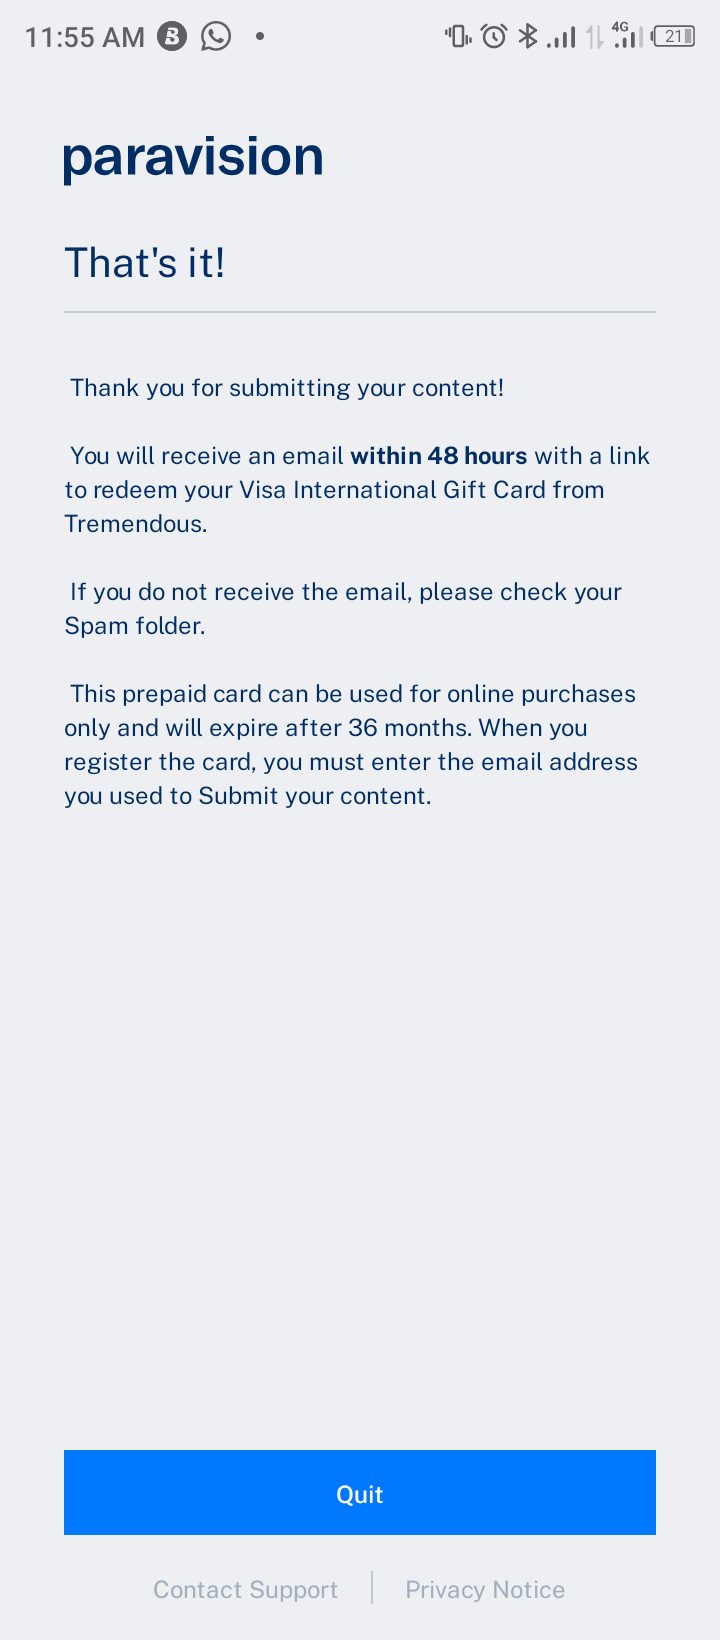 11:55 AM
4G
21
paravision
That's it!
Thank you for submitting your content!
You will receive an email within 48 hours with a link
to redeem your Visa International Gift Card from
Tremendous.
If you do not receive the email, please check your
Spam folder.
This prepaid card can be used for online purchases
only and will expire after 36 months. When you
register the card, you must enter the email address
you used to Submit your content.
Quit
Contact Support
Privacy Notice